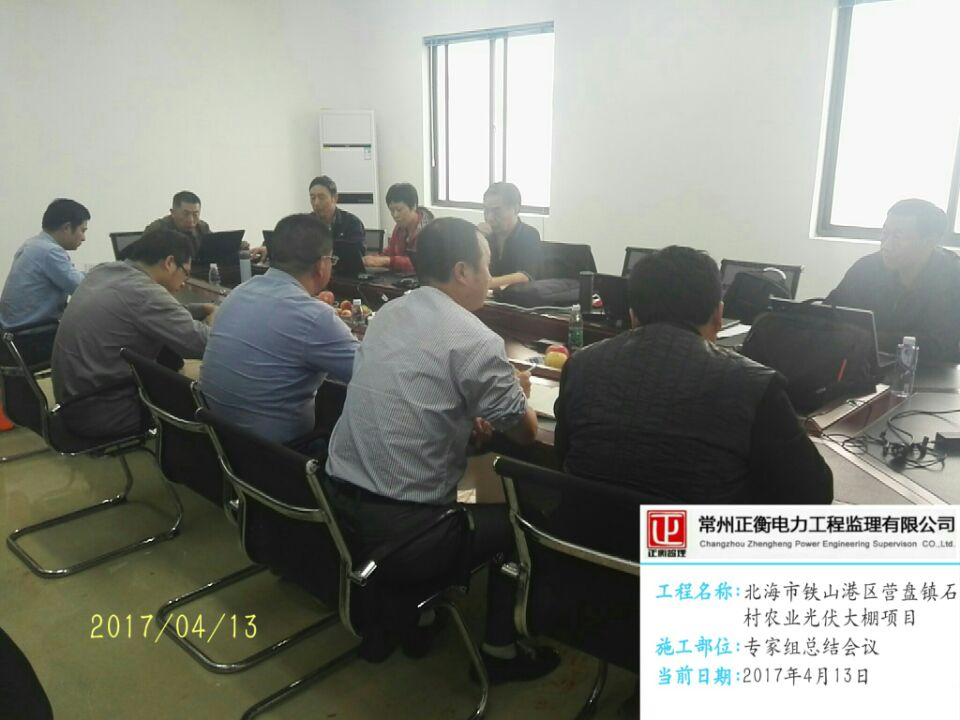 2017/04/13
正衡监理
常州正衡电力工程监理有限公司
Changzhou Zhengheng Power Engineering Supervison CO.,Ltd.
工程名称:北海市铁山港区营盘镇石
村农业光伏大棚项目
施工部位:专家组总结会议
当前日期:2017年4月13日